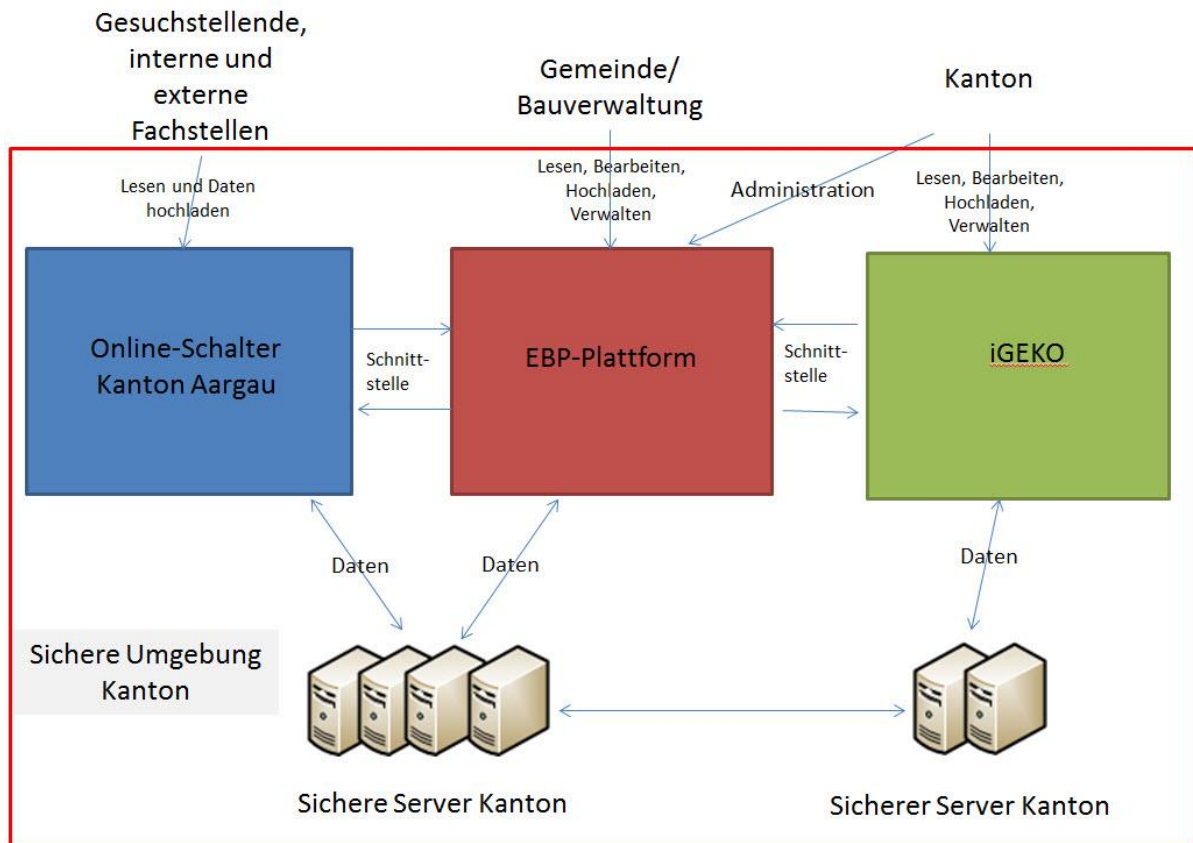 Gesuchstellende,
interne und
externe
Fachstellen
Gemeinde/
Bauverwaltung
Kanton
Lesen und Daten
hochladen
Lesen, Bearbeiten,
Hochladen,
Verwalten
Administration
Lesen, Bearbeiten,
Hochladen,
Verwalten
Online-Schalter
Kanton Aargau
Schnitt-
stelle
EBP-Plattform
Schnitt-
stelle
iGEKO
Daten
Daten
Daten
Sichere Umgebung
Kanton
Sichere Server Kanton
Sicherer Server Kanton